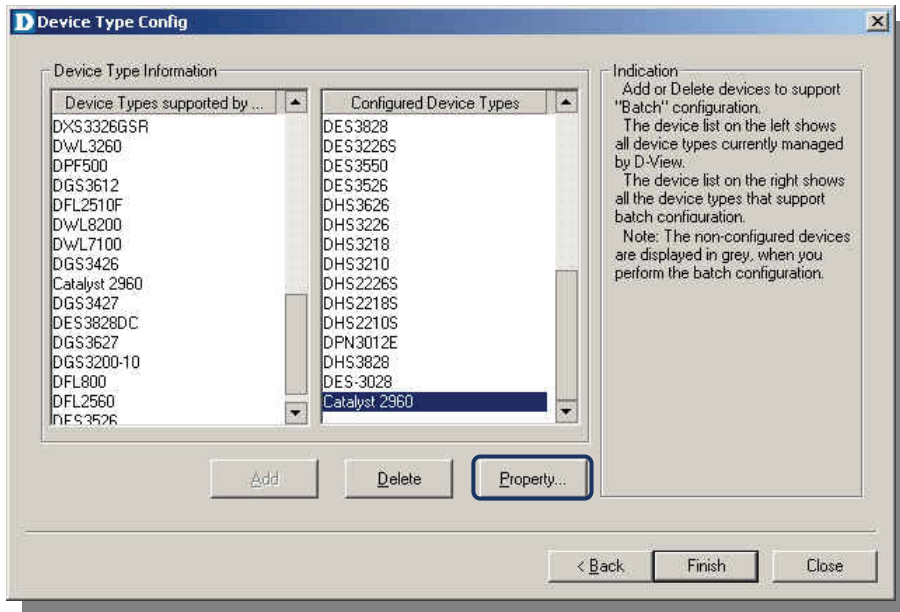 D Device Type Config
Device Type Information
Device Types supported by ...
DXS3326GSR
DWL3260
DPF500
DGS3612
DFL2510F
DWL8200
DWL7100
DGS3426
Catalyst 2960
DGS3427
DES3828DC
DGS3627
DGS3200-10
DFL800
DFL2560
DES3526
Configured Device Types
DES3828
DES3226S
DES3550
DES3526
DHS3626
DHS3226
DHS3218
DHS3210
DHS2226S
DHS2218S
DHS2210S
DPN3012E
DHS3828
DES-3028
Catalyst 2960
Indication
Add or Delete devices to support
"Batch" configuration.
The device list on the left shows
all device types currently managed
by D-View.
The device list on the right shows
all the device types that support
batch configuration.
Note: The non-configured devices
are displayed in grey, when you
perform the batch configuration.
Add
Delete
Property...
< Back
Finish
Close